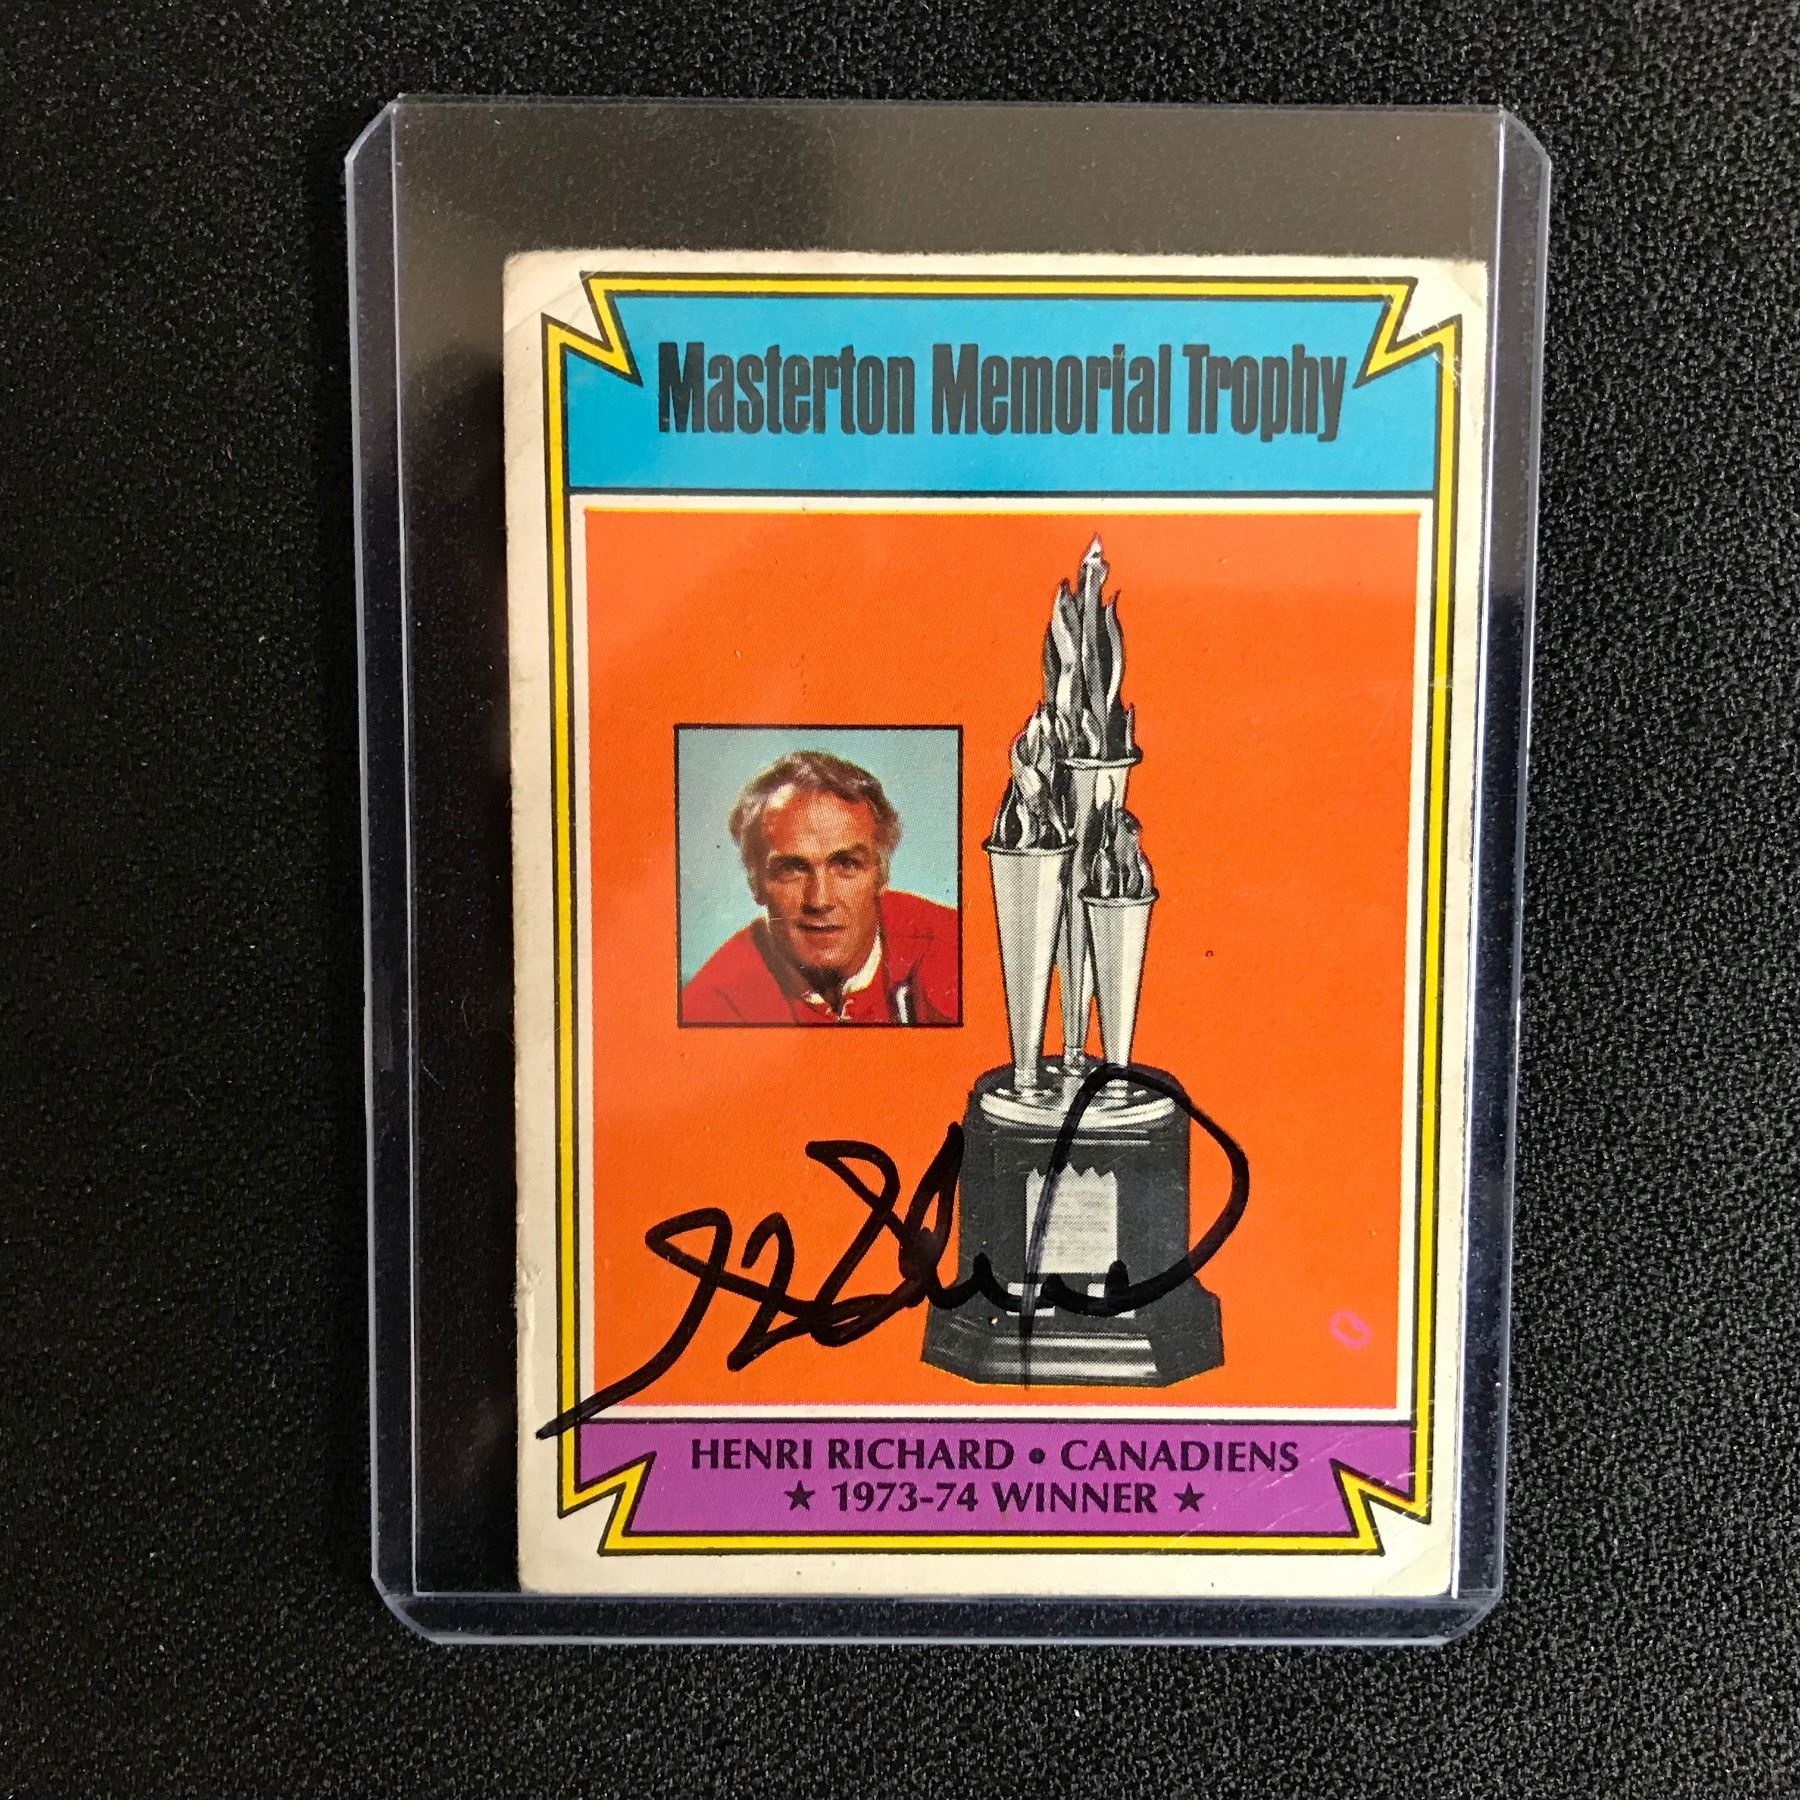 Masterton Memorial Trophy
HENRI RICHARD • CANADIENS
★ 1973-74 WINNER ★